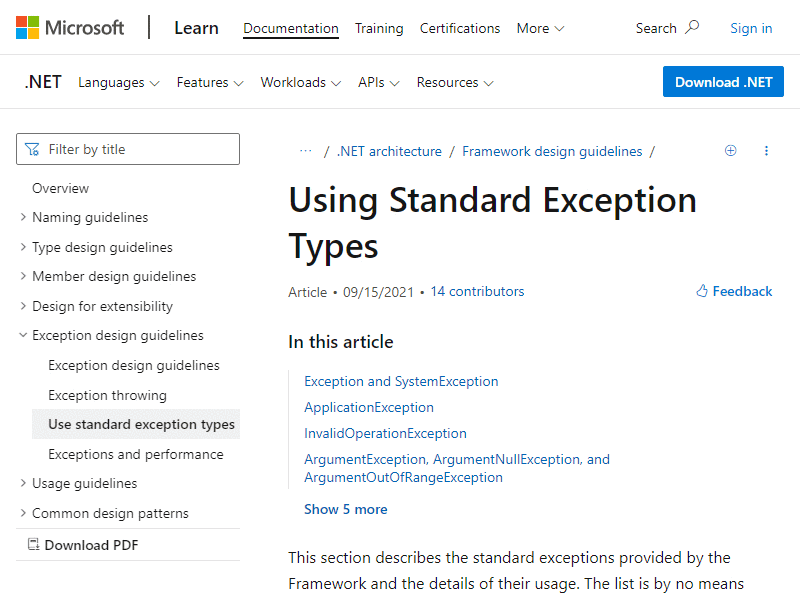 Microsoft Learn Documentation Training Certifications More Search Sign in
.NET Languages Features Workloads APIs Resources Download .NET
Filter by title
Overview
Naming guidelines
Type design guidelines
Member design guidelines
Design for extensibility
Exception design guidelines
Exception design guidelines
Exception throwing
Use standard exception types
Exceptions and performance
Usage guidelines
Common design patterns
Download PDF
... / .NET architecture / Framework design guidelines /
Using Standard Exception
Types
Article • 09/15/2021 • 14 contributors
Feedback
In this article
Exception and SystemException
ApplicationException
InvalidOperationException
ArgumentException, ArgumentNullException, and
ArgumentOutOfRangeException
Show 5 more
This section describes the standard exceptions provided by the
Framework and the details of their usage. The list is by no means